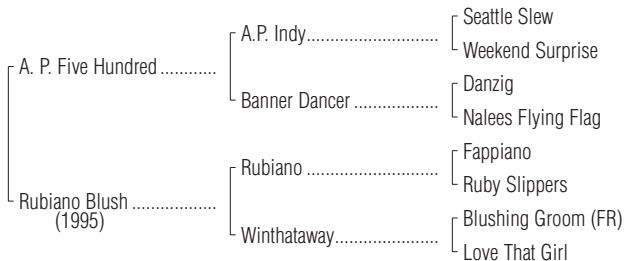 Seattle Slew
A.P. Indy..............................
Weekend Surprise
A. P. Five Hundred ............
Danzig
Banner Dancer ...................
Nalees Flying Flag
Fappiano
Rubiano ..............................
Ruby Slippers
Rubiano Blush ..................
(1995)
Blushing Groom (FR)
Winthataway.......................
Love That Girl